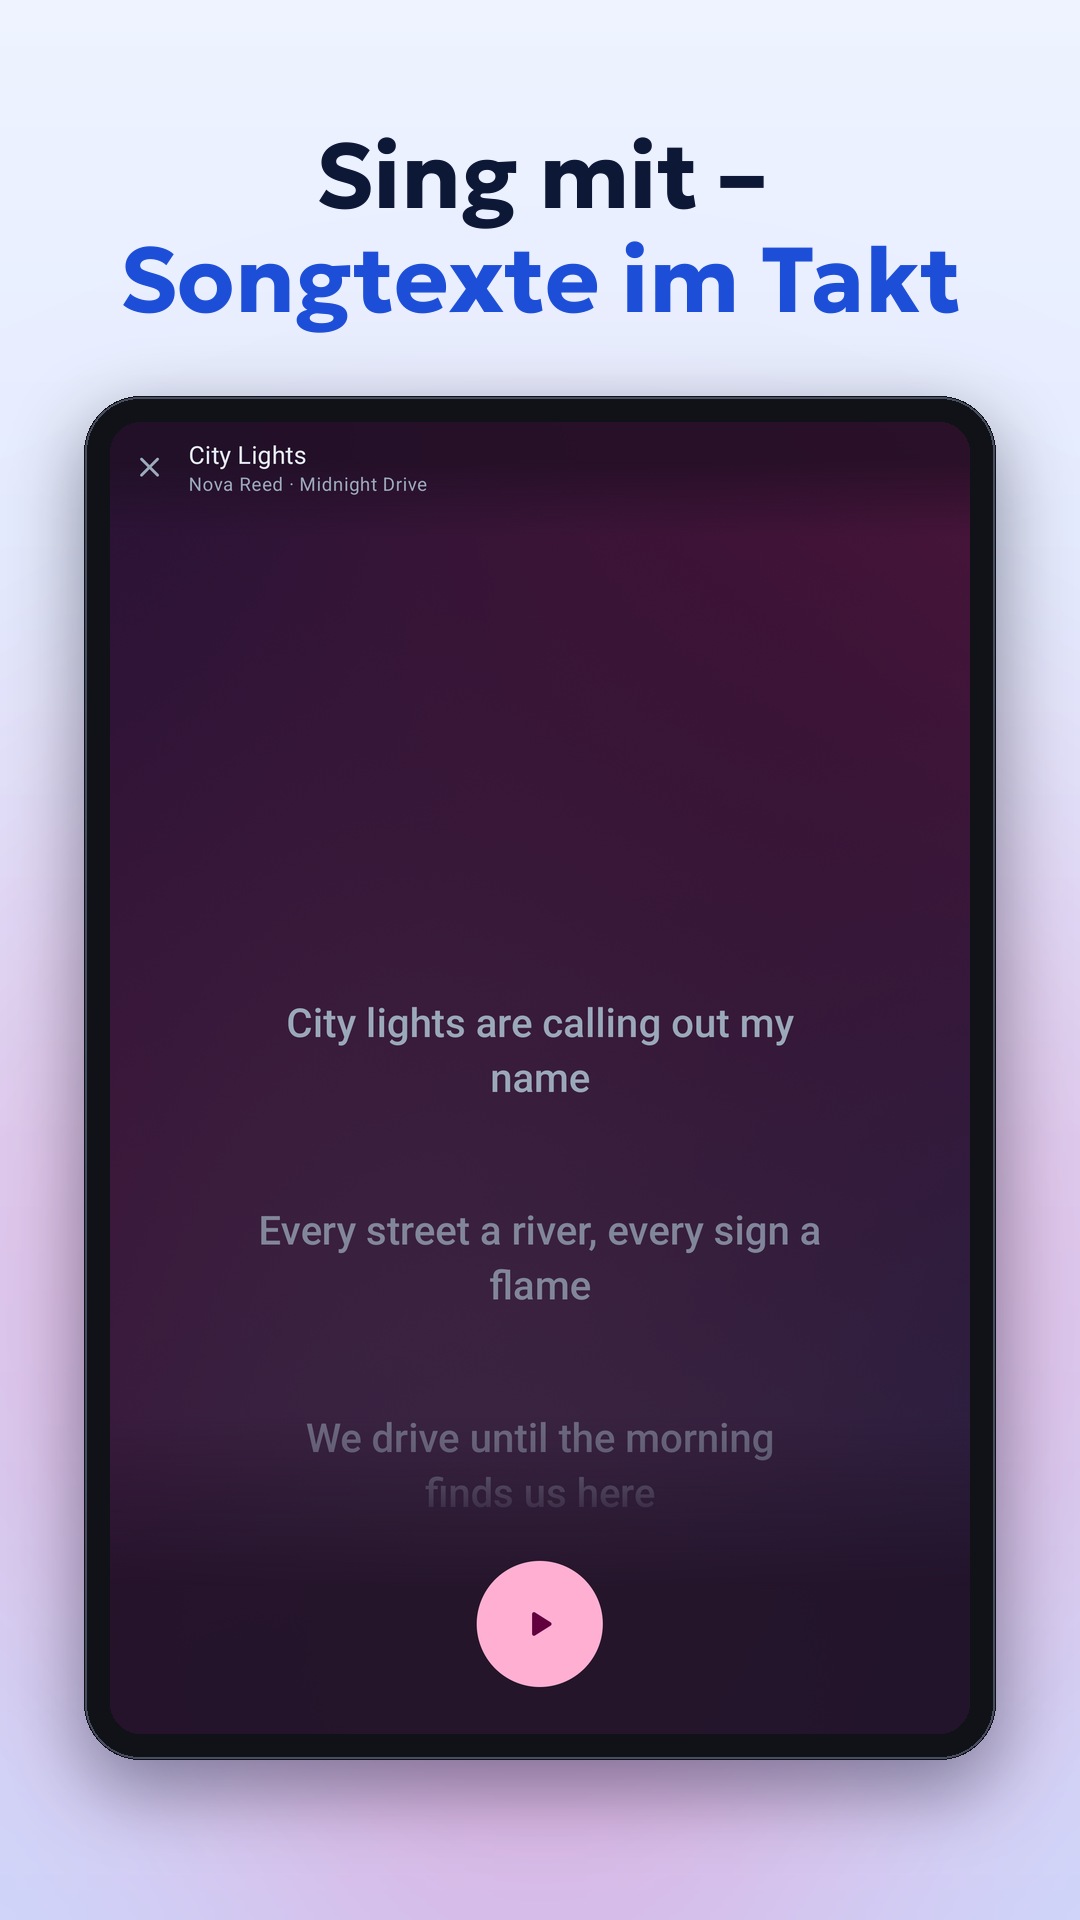 Sing mit –
Songtexte im Takt
City Lights
Nova Reed · Midnight Drive
City lights are calling out my
name
Every street a river, every sign a
flame
We drive until the morning
finds us here